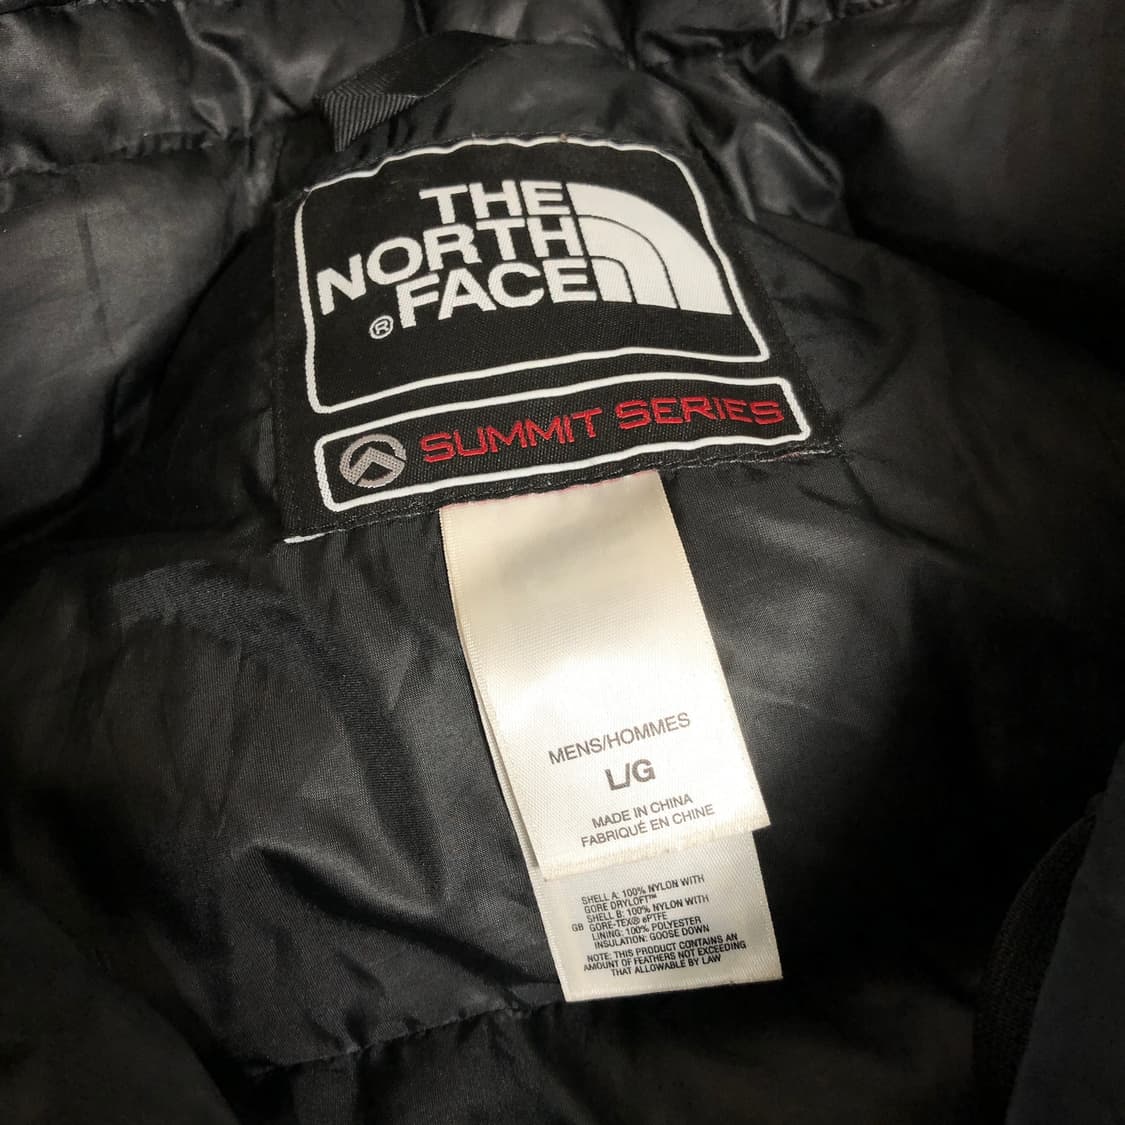 THE
NORTH
FACE
®
SUMMIT SERIES
MENS/HOMMES
L/G
MADE IN CHINA
FABRIQUÉ EN CHINE
SHELL A: 100% NYLON WITH
GORE DRYLOFT™
SHELL B: 100% NYLON WITH
GB GORE-TEX® ePTFE
LINING: 100% POLYESTER
INSULATION: GOOSE DOWN
NOTE: THIS PRODUCT CONTAINS AN
AMOUNT OF FEATHERS NOT EXCEEDING
THAT ALLOWABLE BY LAW